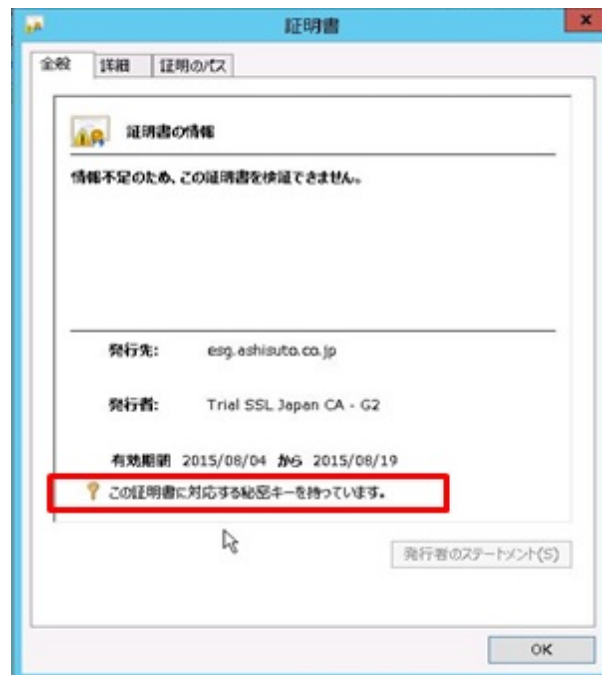 証明書
全般
詳細
証明のパス
証明書の情報
情報不足のため、この証明書を検証できません。
発行先: esg.ashisuto.co.jp
発行者: Trial SSL Japan CA - G2
有効期間 2015/08/04 から 2015/08/19
この証明書に対応する秘密キーを持っています。
発行者のステートメント(S)
OK